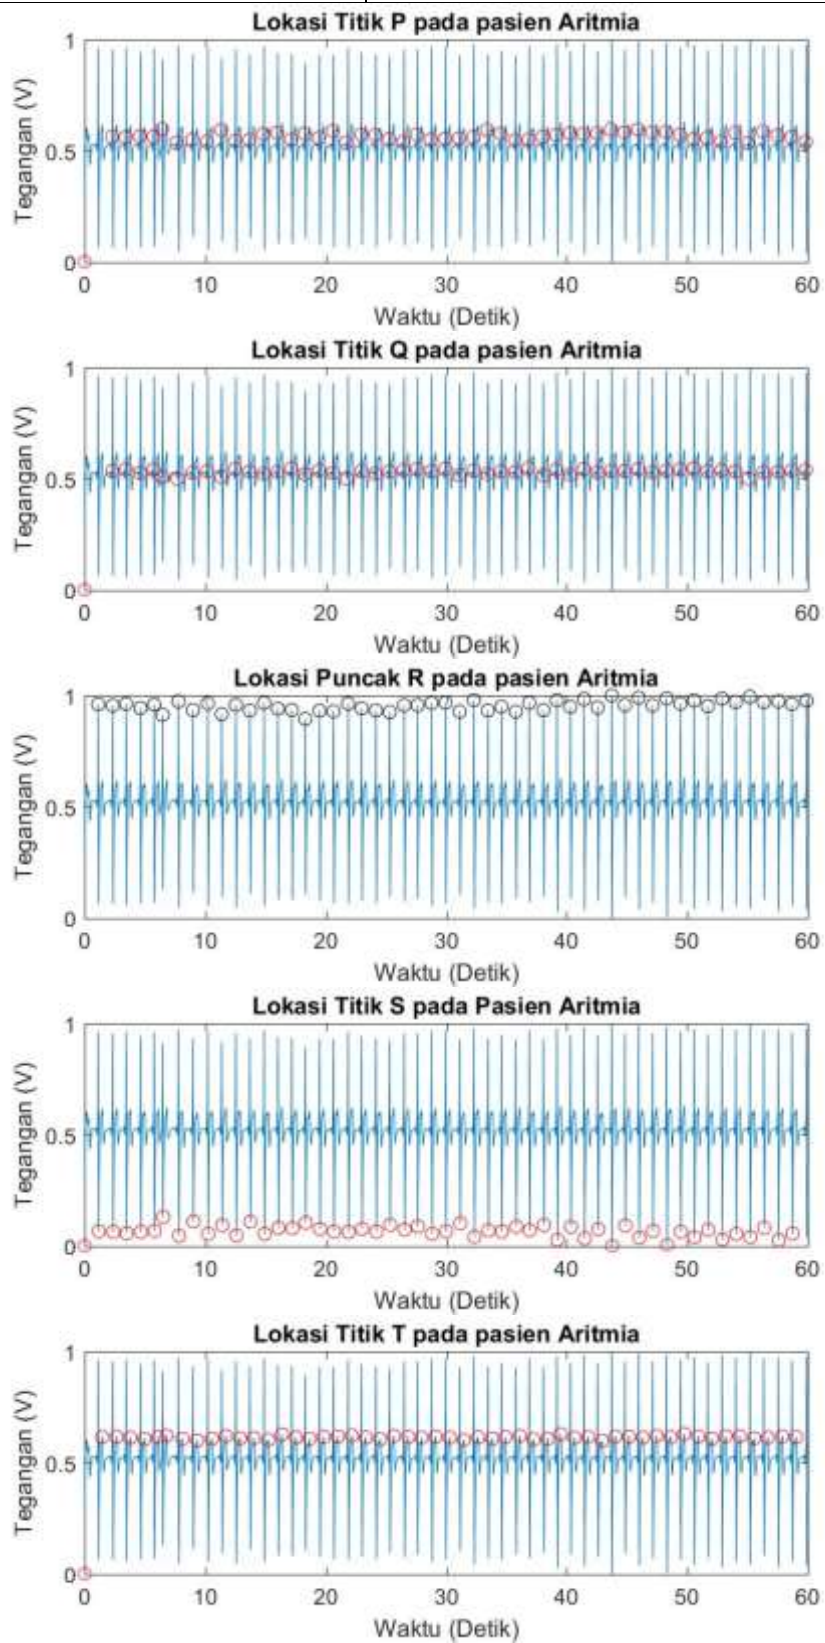 Lokasi Titik P pada pasien Aritmia
Tegangan (V)
1
0.5
0
0 10 20 30 40 50 60
Waktu (Detik)
Lokasi Titik Q pada pasien Aritmia
Tegangan (V)
1
0.5
0
0 10 20 30 40 50 60
Waktu (Detik)
Lokasi Puncak R pada pasien Aritmia
Tegangan (V)
1
0.5
0
0 10 20 30 40 50 60
Waktu (Detik)
Lokasi Titik S pada Pasien Aritmia
Tegangan (V)
1
0.5
0
0 10 20 30 40 50 60
Waktu (Detik)
Lokasi Titik T pada pasien Aritmia
Tegangan (V)
1
0.5
0
0 10 20 30 40 50 60
Waktu (Detik)